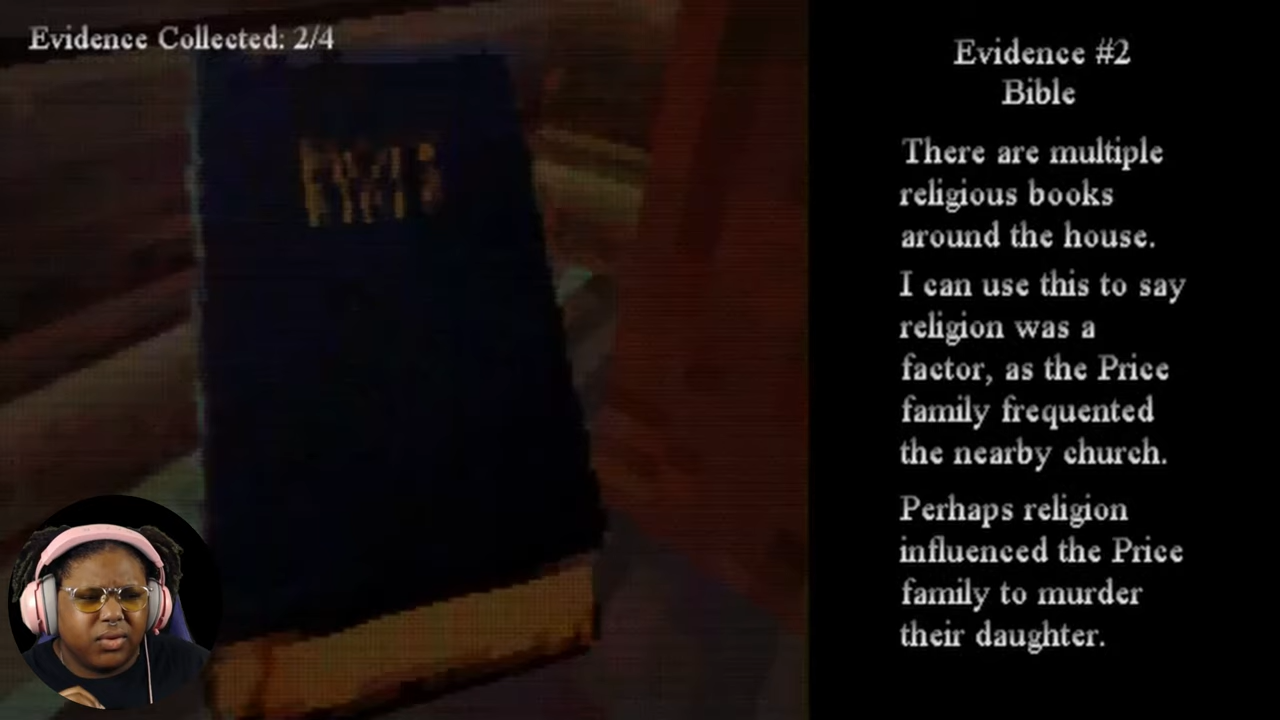 Evidence Collected: 2/4
Evidence #2
Bible
There are multiple
religious books
around the house.
I can use this to say
religion was a
factor, as the Price
family frequented
the nearby church.
Perhaps religion
influenced the Price
family to murder
their daughter.